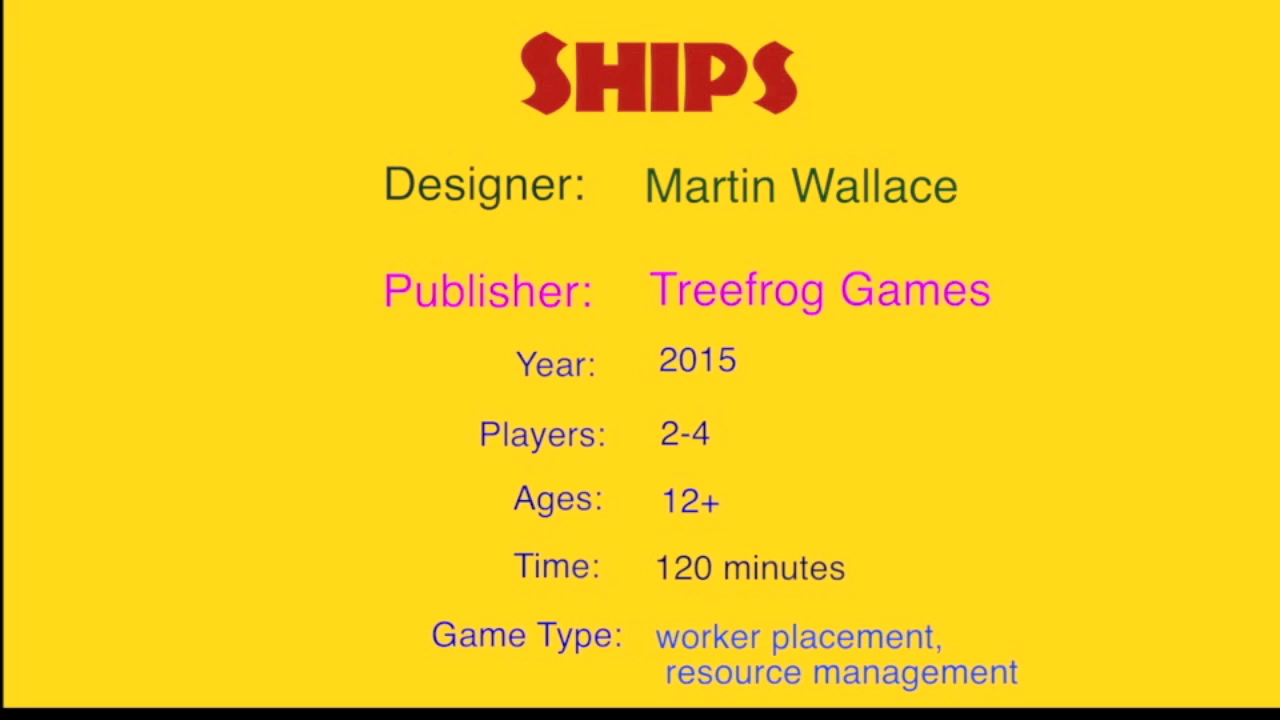 SHIPS
Designer: Martin Wallace
Publisher: Treefrog Games
Year: 2015
Players: 2-4
Ages: 12+
Time: 120 minutes
Game Type: worker placement,
resource management